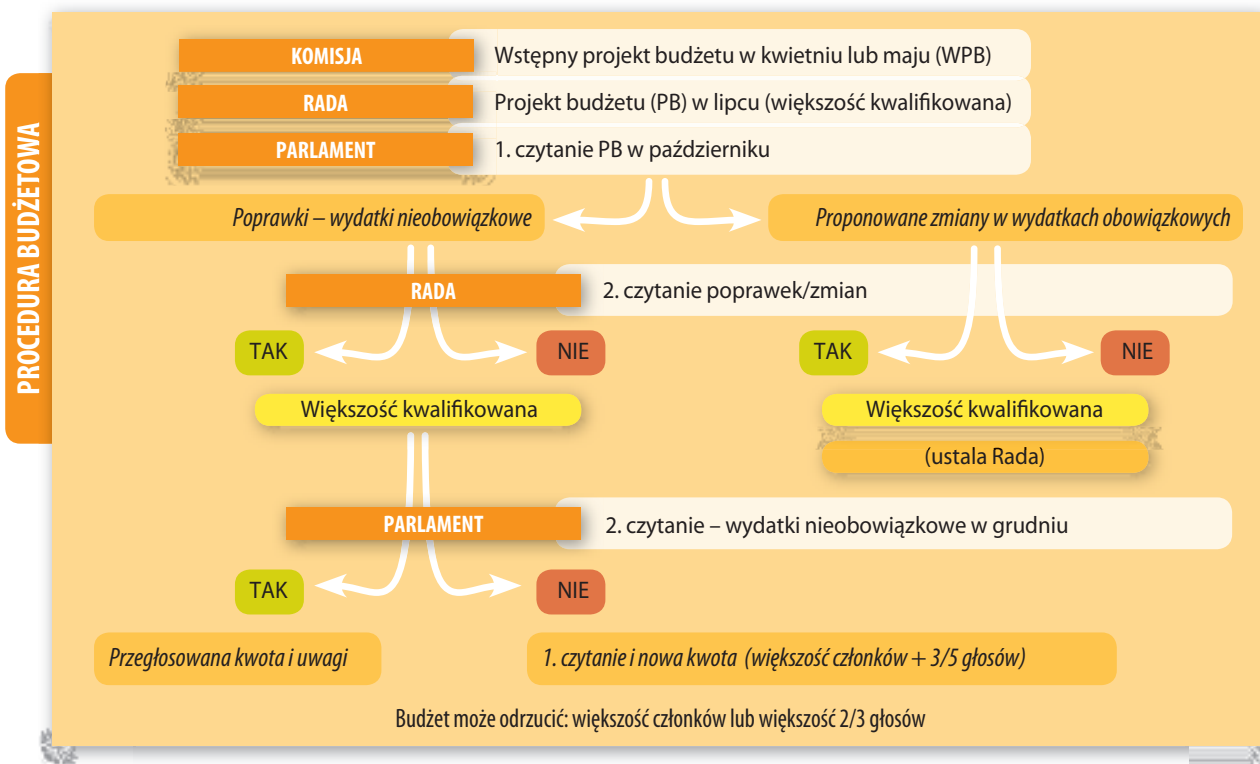 PROCEDURA BUDŻETOWA
KOMISJA
Wstępny projekt budżetu w kwietniu lub maju (WPB)
RADA
Projekt budżetu (PB) w lipcu (większość kwalifikowana)
PARLAMENT
1. czytanie PB w październiku
Poprawki – wydatki nieobowiązkowe
Proponowane zmiany w wydatkach obowiązkowych
RADA
2. czytanie poprawek/zmian
TAK
NIE
TAK
NIE
Większość kwalifikowana
Większość kwalifikowana
(ustala Rada)
PARLAMENT
2. czytanie – wydatki nieobowiązkowe w grudniu
TAK
NIE
Przegłosowana kwota i uwagi
1. czytanie i nowa kwota (większość członków + 3/5 głosów)
Budżet może odrzucić: większość członków lub większość 2/3 głosów